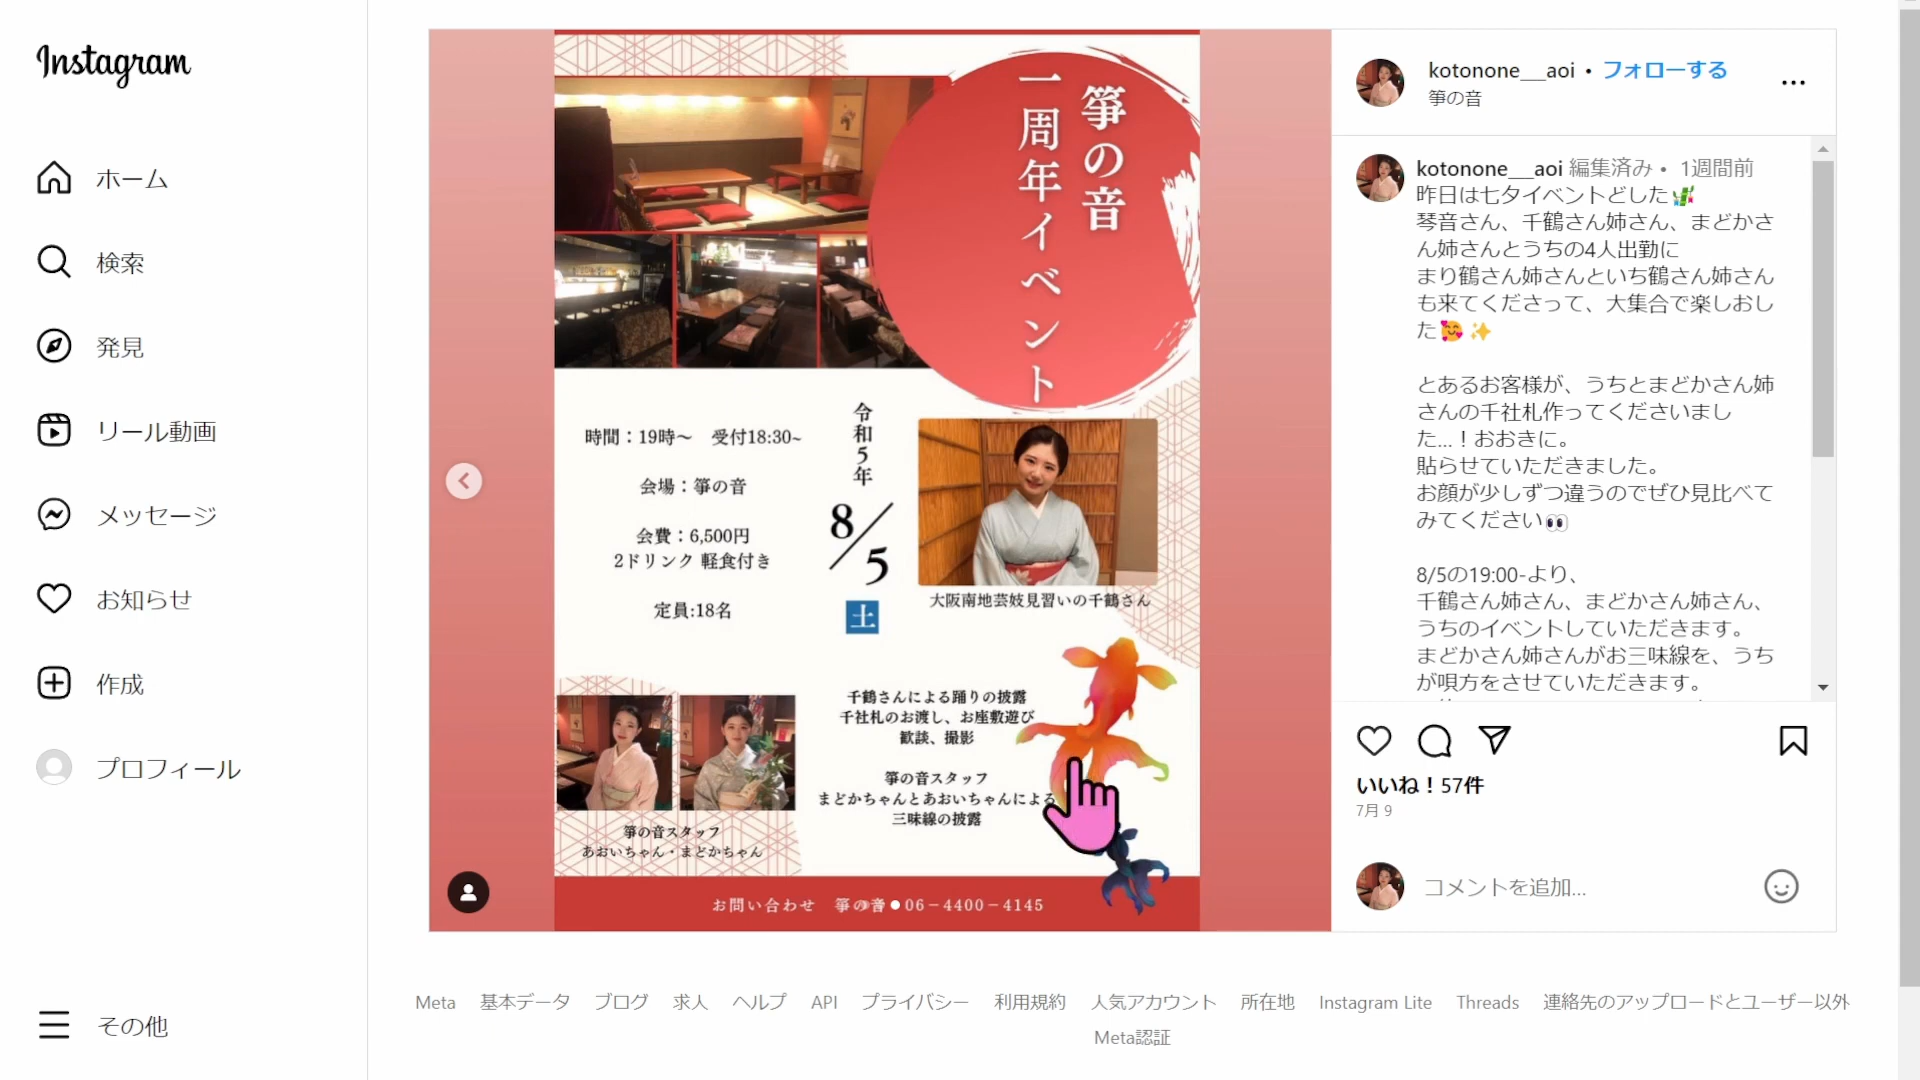 Instagram
ホーム
検索
発見
リール動画
メッセージ
お知らせ
作成
プロフィール
その他
箏の音
一周年イベント
時間：19時〜 受付18:30~
会場：箏の音
会費：6,500円
2ドリンク 軽食付き
定員:18名
令和5年
8/5
土
大阪南地芸妓見習いの千鶴さん
千鶴さんによる踊りの披露
千社札のお渡し、お座敷遊び
歓談、撮影
箏の音スタッフ
まどかちゃんとあおいちゃんによる
三味線の披露
箏の音スタッフ
あおいちゃん・まどかちゃん
お問い合わせ 箏の音 06－4400－4145
kotonone__aoi • フォローする
箏の音
kotonone__aoi 編集済み • 1週間前
昨日は七夕イベントどした🎋
琴音さん、千鶴さん姉さん、まどかさ
ん姉さんとうちの4人出勤に
まり鶴さん姉さんといち鶴さん姉さん
も来てくださって、大集合で楽しおし
た🥰✨
とあるお客様が、うちとまどかさん姉
さんの千社札作ってくださいまし
た...！おおきに。
貼らせていただきました。
お顔が少しずつ違うのでぜひ見比べて
みてください👀
8/5の19:00-より、
千鶴さん姉さん、まどかさん姉さん、
うちのイベントしていただきます。
まどかさん姉さんがお三味線を、うち
が唄方をさせていただきます。
いいね！57件
7月 9
コメントを追加...
Meta 基本データ ブログ 求人 ヘルプ API プライバシー 利用規約 人気アカウント 所在地 Instagram Lite Threads 連絡先のアップロードとユーザー以外
Meta認証